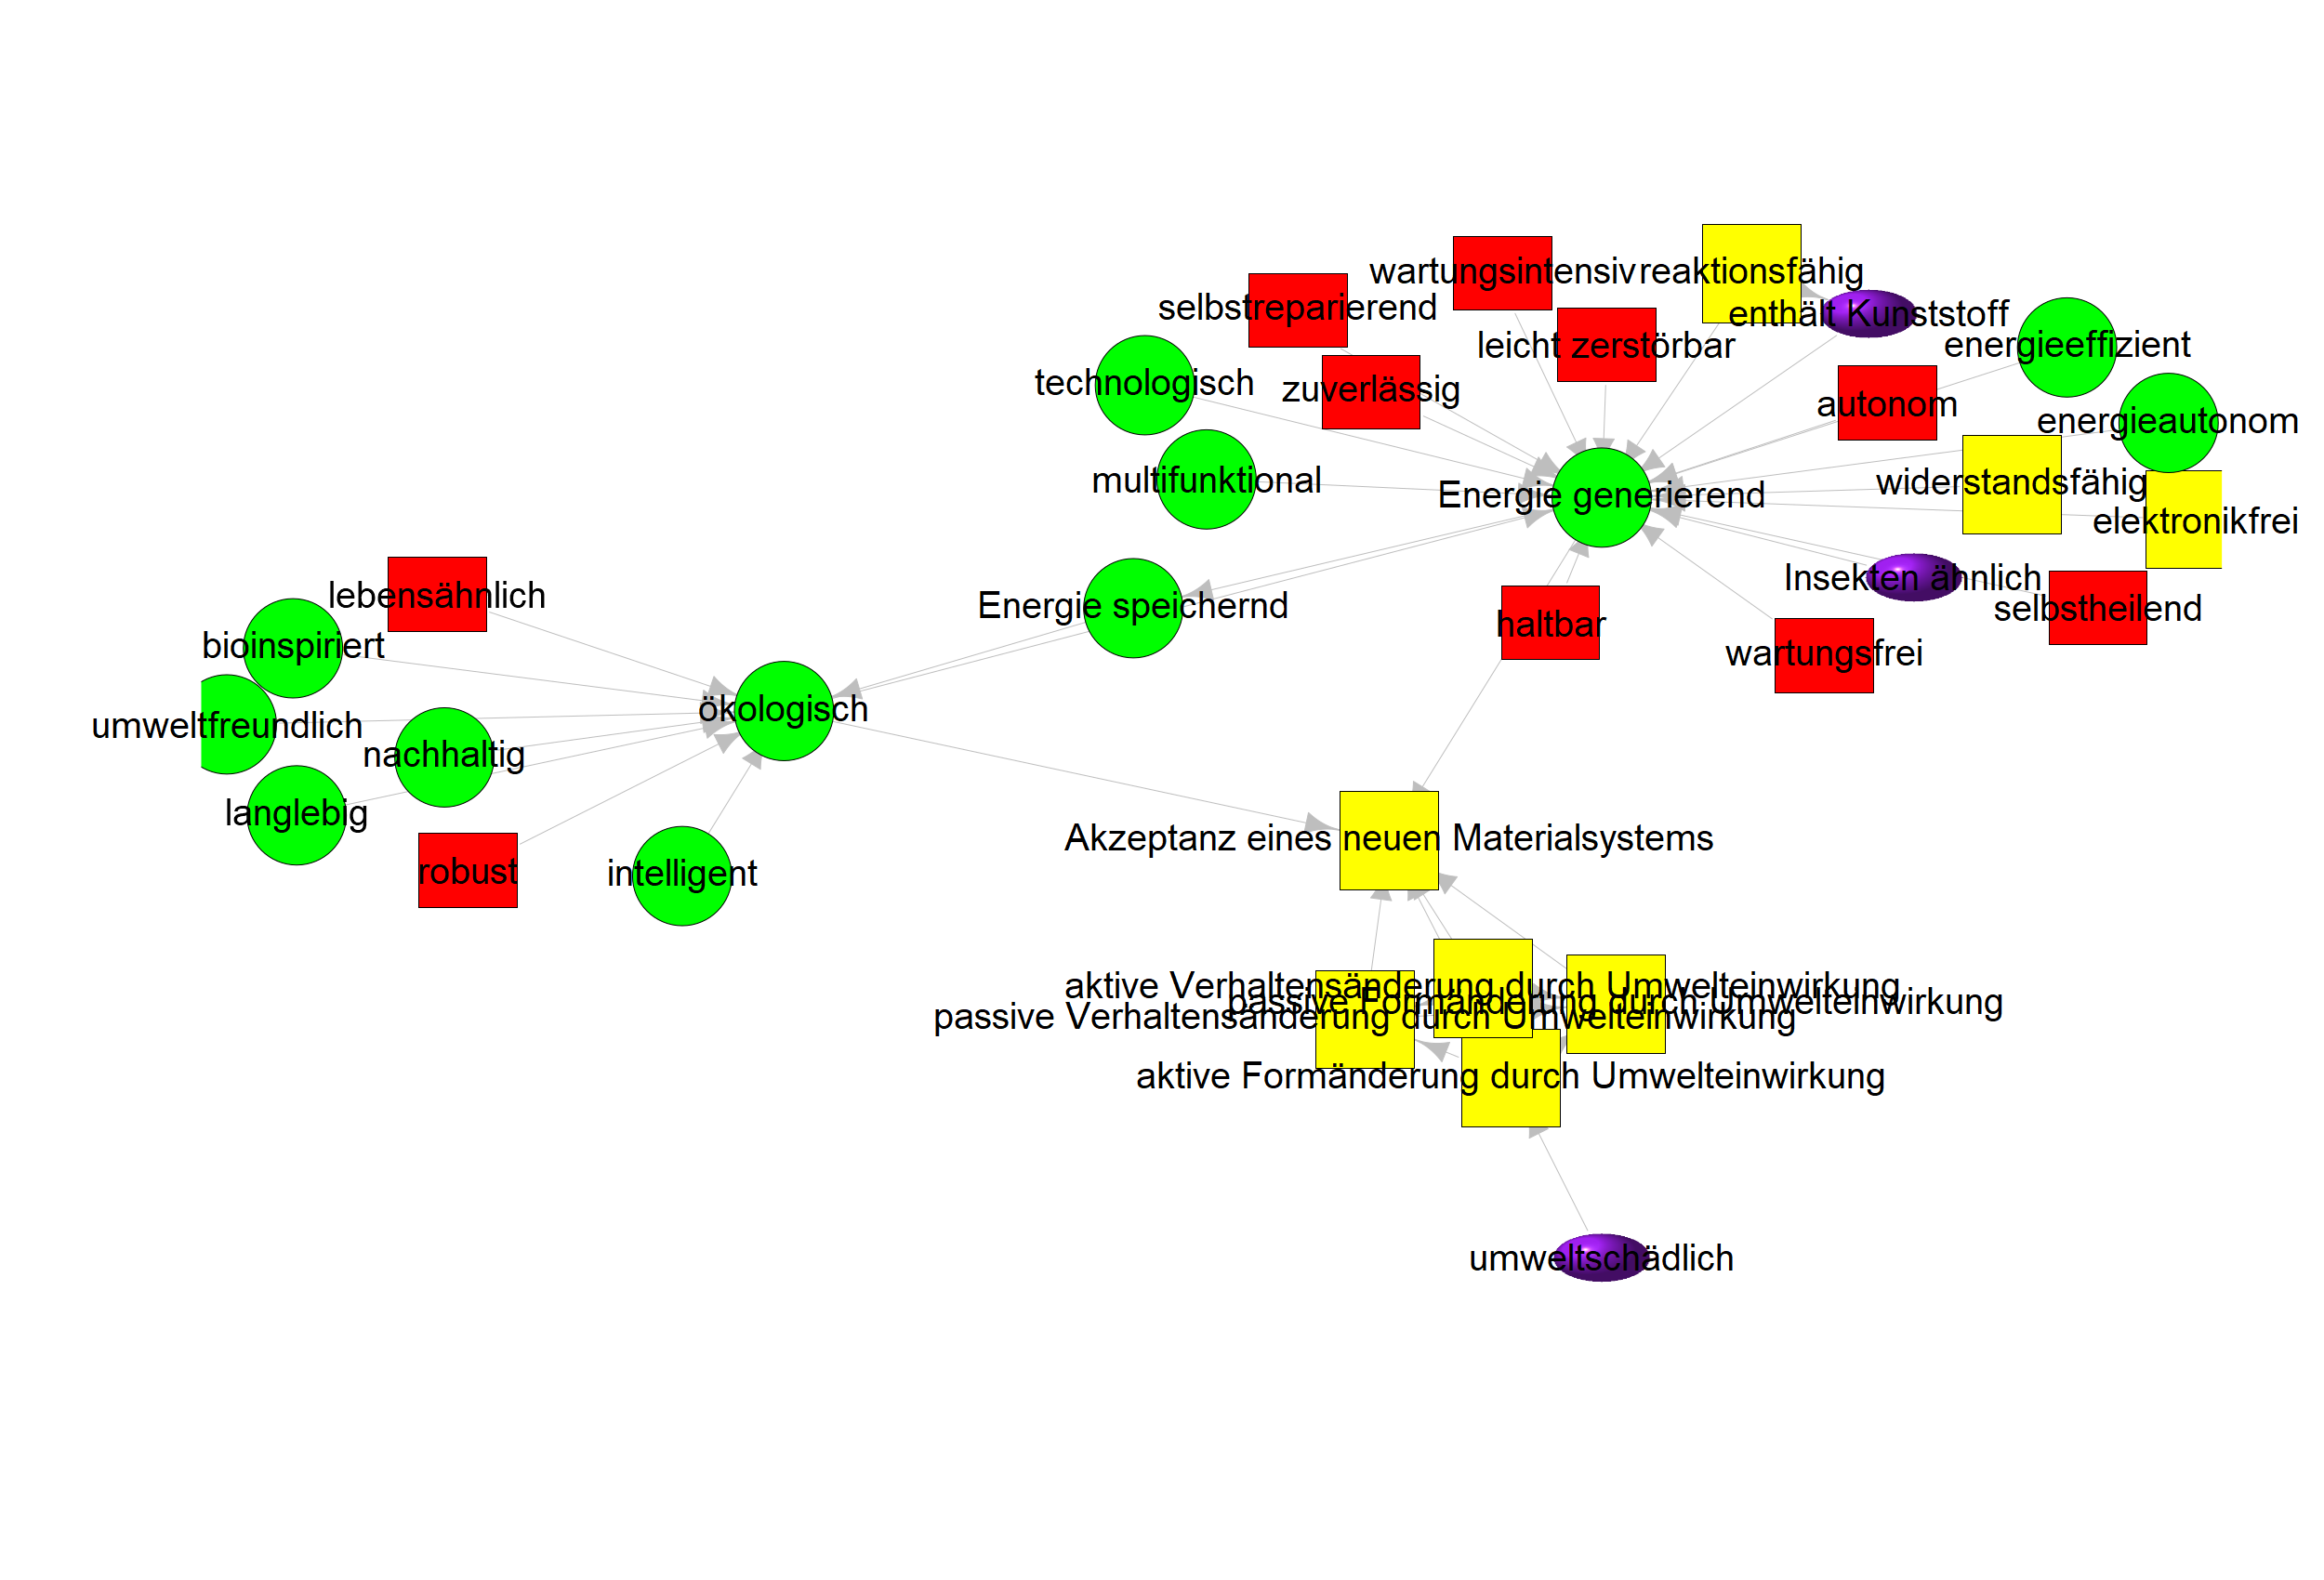 wartungsintensiv
reaktionsfähig
selbstreparierend
enthält Kunststoff
leicht zerstörbar
energieeffizient
technologisch
zuverlässig
autonom
energieautonom
multifunktional
widerstandsfähig
Energie generierend
elektronikfrei
Insekten ähnlich
lebensähnlich
Energie speichernd
selbstheilend
haltbar
bioinspiriert
wartungsfrei
ökologisch
umweltfreundlich
nachhaltig
langlebig
Akzeptanz eines neuen Materialsystems
robust
intelligent
aktive Verhaltensänderung durch Umwelteinwirkung
passive Formänderung durch Umwelteinwirkung
passive Verhaltensänderung durch Umwelteinwirkung
aktive Formänderung durch Umwelteinwirkung
umweltschädlich